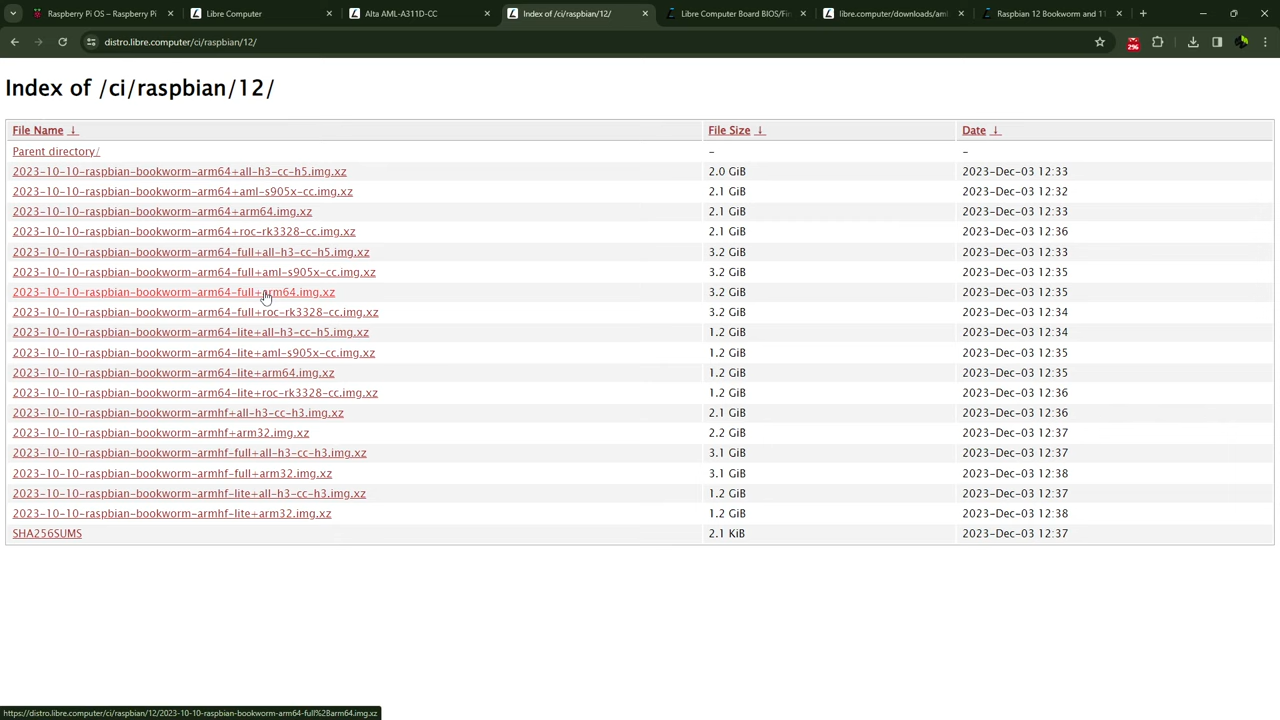 Raspberry Pi OS – Raspberry Pi
Libre Computer
Alta AML-A311D-CC
Index of /ci/raspbian/12/
Libre Computer Board BIOS/Fir
libre.computer/downloads/aml
Raspbian 12 Bookworm and 11
distro.libre.computer/ci/raspbian/12/
296
Index of /ci/raspbian/12/
File Name ↓ File Size ↓ Date ↓
Parent directory/ - -
2023-10-10-raspbian-bookworm-arm64+all-h3-cc-h5.img.xz 2.0 GiB 2023-Dec-03 12:33
2023-10-10-raspbian-bookworm-arm64+aml-s905x-cc.img.xz 2.1 GiB 2023-Dec-03 12:32
2023-10-10-raspbian-bookworm-arm64+arm64.img.xz 2.1 GiB 2023-Dec-03 12:33
2023-10-10-raspbian-bookworm-arm64+roc-rk3328-cc.img.xz 2.1 GiB 2023-Dec-03 12:36
2023-10-10-raspbian-bookworm-arm64-full+all-h3-cc-h5.img.xz 3.2 GiB 2023-Dec-03 12:33
2023-10-10-raspbian-bookworm-arm64-full+aml-s905x-cc.img.xz 3.2 GiB 2023-Dec-03 12:35
2023-10-10-raspbian-bookworm-arm64-full+arm64.img.xz 3.2 GiB 2023-Dec-03 12:35
2023-10-10-raspbian-bookworm-arm64-full+roc-rk3328-cc.img.xz 3.2 GiB 2023-Dec-03 12:34
2023-10-10-raspbian-bookworm-arm64-lite+all-h3-cc-h5.img.xz 1.2 GiB 2023-Dec-03 12:34
2023-10-10-raspbian-bookworm-arm64-lite+aml-s905x-cc.img.xz 1.2 GiB 2023-Dec-03 12:35
2023-10-10-raspbian-bookworm-arm64-lite+arm64.img.xz 1.2 GiB 2023-Dec-03 12:35
2023-10-10-raspbian-bookworm-arm64-lite+roc-rk3328-cc.img.xz 1.2 GiB 2023-Dec-03 12:36
2023-10-10-raspbian-bookworm-armhf+all-h3-cc-h3.img.xz 2.1 GiB 2023-Dec-03 12:36
2023-10-10-raspbian-bookworm-armhf+arm32.img.xz 2.2 GiB 2023-Dec-03 12:37
2023-10-10-raspbian-bookworm-armhf-full+all-h3-cc-h3.img.xz 3.1 GiB 2023-Dec-03 12:37
2023-10-10-raspbian-bookworm-armhf-full+arm32.img.xz 3.1 GiB 2023-Dec-03 12:38
2023-10-10-raspbian-bookworm-armhf-lite+all-h3-cc-h3.img.xz 1.2 GiB 2023-Dec-03 12:37
2023-10-10-raspbian-bookworm-armhf-lite+arm32.img.xz 1.2 GiB 2023-Dec-03 12:38
SHA256SUMS 2.1 KiB 2023-Dec-03 12:37
https://distro.libre.computer/ci/raspbian/12/2023-10-10-raspbian-bookworm-arm64-full%2Barm64.img.xz